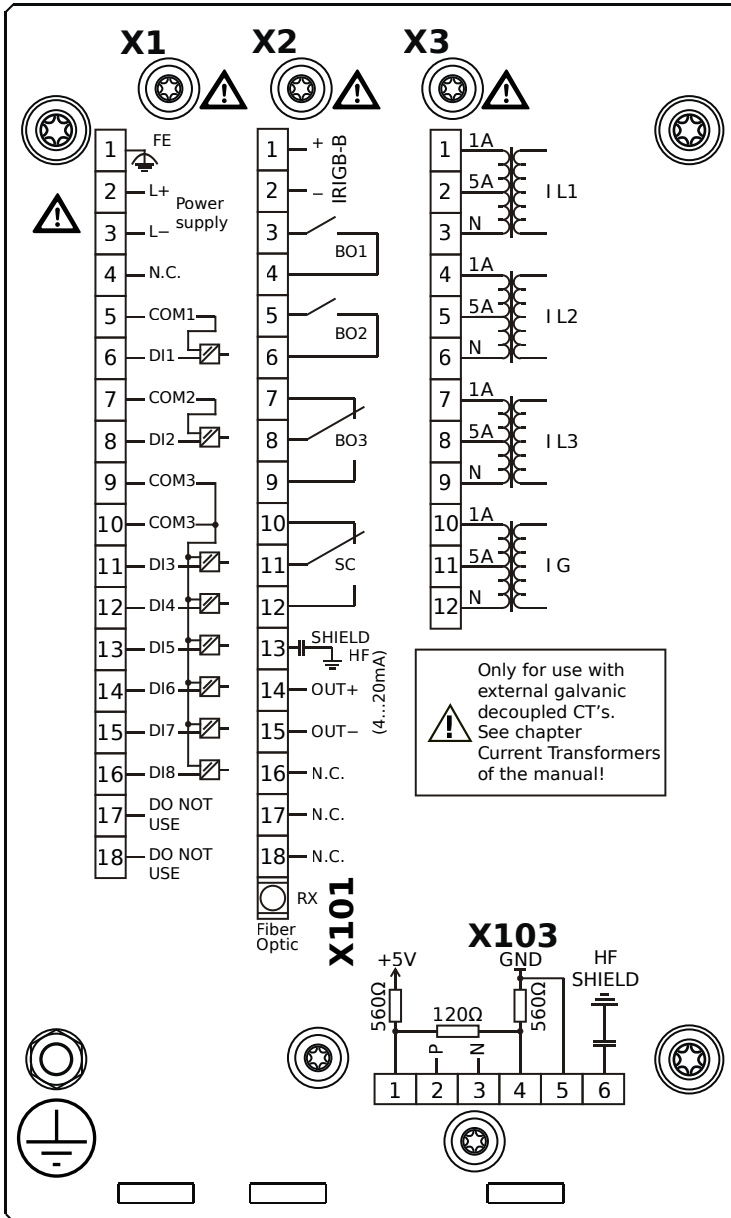 X1
1 FE
2 L+
Power
supply
3 L−
4 N.C.
5 COM1
6 DI1
7 COM2
8 DI2
9 COM3
10 COM3
11 DI3
12 DI4
13 DI5
14 DI6
15 DI7
16 DI8
17 DO NOT
USE
18 DO NOT
USE
X2
1 +
IRIGB-B
2 −
3
BO1
4
5
BO2
6
7
8 BO3
9
10
11 SC
12
13 SHIELD
HF
14 OUT+
(4...20mA)
15 OUT−
16 N.C.
17 N.C.
18 N.C.
RX
Fiber
Optic
X101
X3
1 1A
2 5A I L1
3 N
4 1A
5 5A I L2
6 N
7 1A
8 5A I L3
9 N
10 1A
11 5A I G
12 N
Only for use with
external galvanic
decoupled CT's.
See chapter
Current Transformers
of the manual!
X103
+5V GND HF
SHIELD
560Ω 120Ω 560Ω
P N
1 2 3 4 5 6